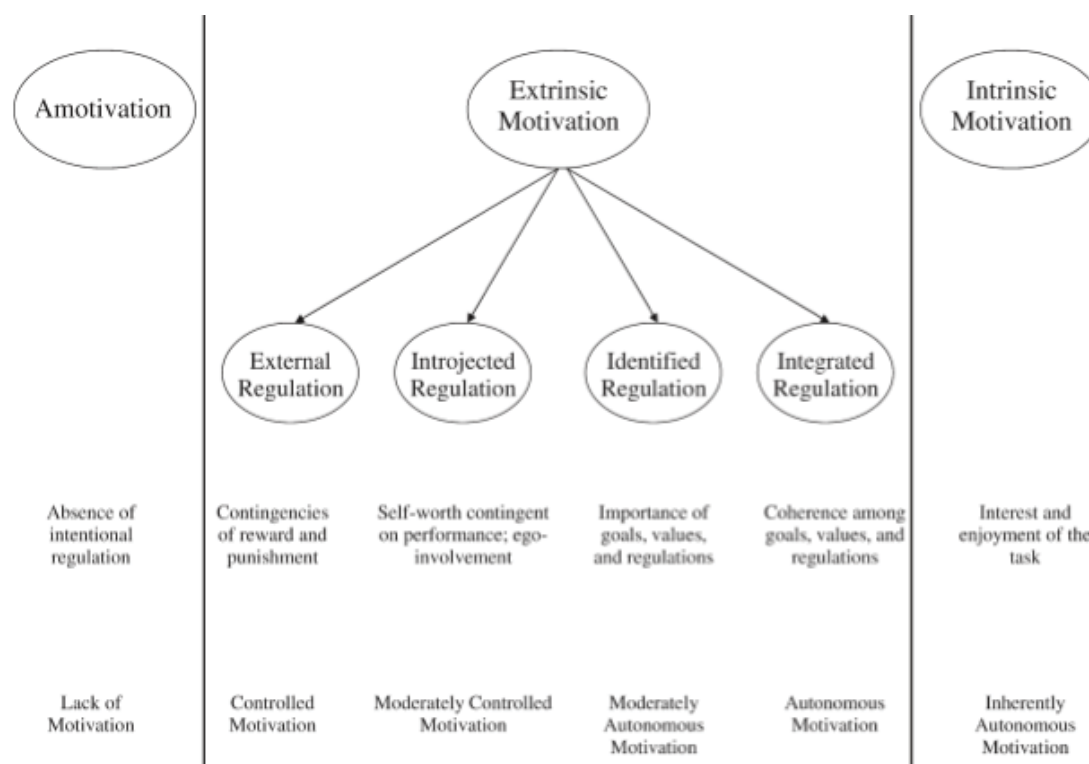 Amotivation
Extrinsic
Motivation
Intrinsic
Motivation
External
Regulation
Introjected
Regulation
Identified
Regulation
Integrated
Regulation
Absence of
intentional
regulation
Contingencies
of reward and
punishment
Self-worth contingent
on performance; ego-
involvement
Importance of
goals, values,
and regulations
Coherence among
goals, values, and
regulations
Interest and
enjoyment of the
task
Lack of
Motivation
Controlled
Motivation
Moderately Controlled
Motivation
Moderately
Autonomous
Motivation
Autonomous
Motivation
Inherently
Autonomous
Motivation